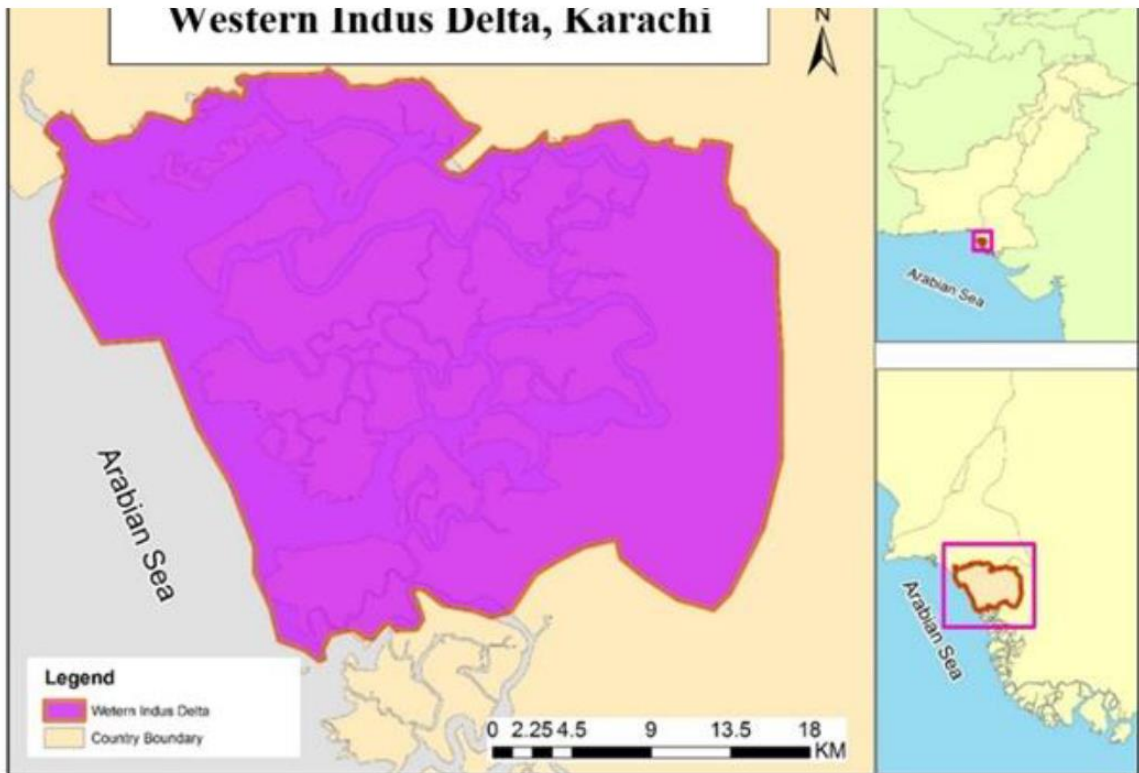 Western Indus Delta, Karachi
N
Arabian Sea
Legend
Wetern Indus Delta
Country Boundary
0 2.25 4.5 9 13.5 18
KM
Arabian Sea
Arabian Sea